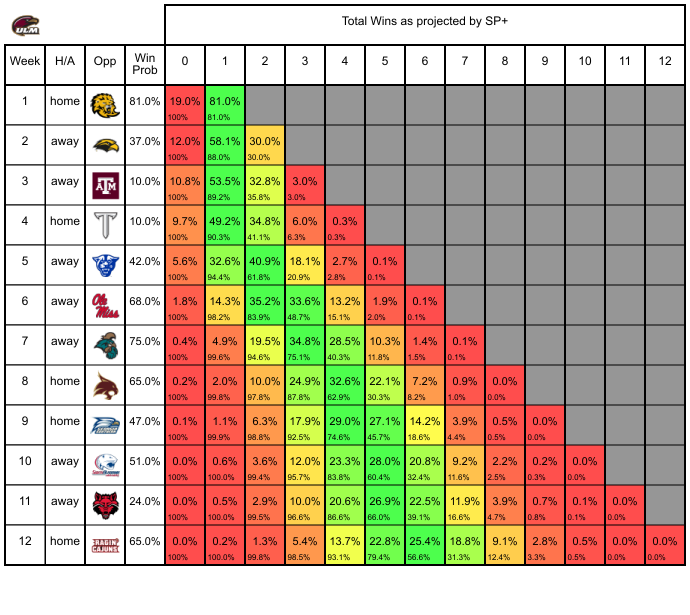 ULM
Total Wins as projected by SP+
Week H/A Opp Win Prob 0 1 2 3 4 5 6 7 8 9 10 11 12
1 home 81.0% 19.0% 81.0%
100% 81.0%
2 away 37.0% 12.0% 58.1% 30.0%
100% 88.0% 30.0%
3 away ATM 10.0% 10.8% 53.5% 32.8% 3.0%
100% 89.2% 35.8% 3.0%
4 home T 10.0% 9.7% 49.2% 34.8% 6.0% 0.3%
100% 90.3% 41.1% 6.3% 0.3%
5 away 42.0% 5.6% 32.6% 40.9% 18.1% 2.7% 0.1%
100% 94.4% 61.8% 20.9% 2.8% 0.1%
6 away Ole Miss 68.0% 1.8% 14.3% 35.2% 33.6% 13.2% 1.9% 0.1%
100% 98.2% 83.9% 48.7% 15.1% 2.0% 0.1%
7 away 75.0% 0.4% 4.9% 19.5% 34.8% 28.5% 10.3% 1.4% 0.1%
100% 99.6% 94.6% 75.1% 40.3% 11.8% 1.5% 0.1%
8 home 65.0% 0.2% 2.0% 10.0% 24.9% 32.6% 22.1% 7.2% 0.9% 0.0%
100% 99.8% 97.8% 87.8% 62.9% 30.3% 8.2% 1.0% 0.0%
9 home 47.0% 0.1% 1.1% 6.3% 17.9% 29.0% 27.1% 14.2% 3.9% 0.5% 0.0%
100% 99.9% 98.8% 92.5% 74.6% 45.7% 18.6% 4.4% 0.5% 0.0%
10 away 51.0% 0.0% 0.6% 3.6% 12.0% 23.3% 28.0% 20.8% 9.2% 2.2% 0.2% 0.0%
100% 100.0% 99.4% 95.7% 83.8% 60.4% 32.4% 11.6% 2.5% 0.3% 0.0%
11 away 24.0% 0.0% 0.5% 2.9% 10.0% 20.6% 26.9% 22.5% 11.9% 3.9% 0.7% 0.1% 0.0%
100% 100.0% 99.5% 96.6% 86.6% 66.0% 39.1% 16.6% 4.7% 0.8% 0.1% 0.0%
12 home RAGIN CAJUNS 65.0% 0.0% 0.2% 1.3% 5.4% 13.7% 22.8% 25.4% 18.8% 9.1% 2.8% 0.5% 0.0% 0.0%
100% 100.0% 99.8% 98.5% 93.1% 79.4% 56.6% 31.3% 12.4% 3.3% 0.5% 0.0% 0.0%